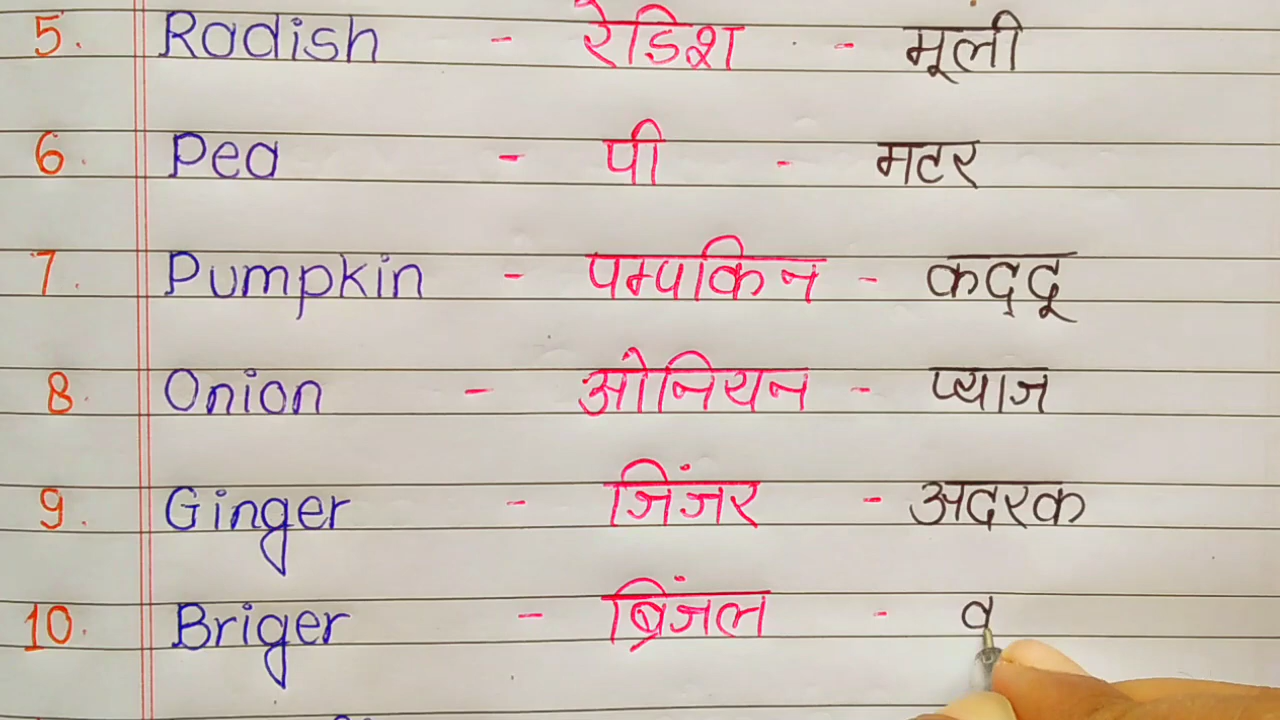 5. Radish - रेडिश - मूली
6. Pea - पी - मटर
7. Pumpkin - पम्पकिन - कद्दू
8. Onion - ओनियन - प्याज
9. Ginger - जिंजर - अदरक
10. Briger - ब्रिंजल - व